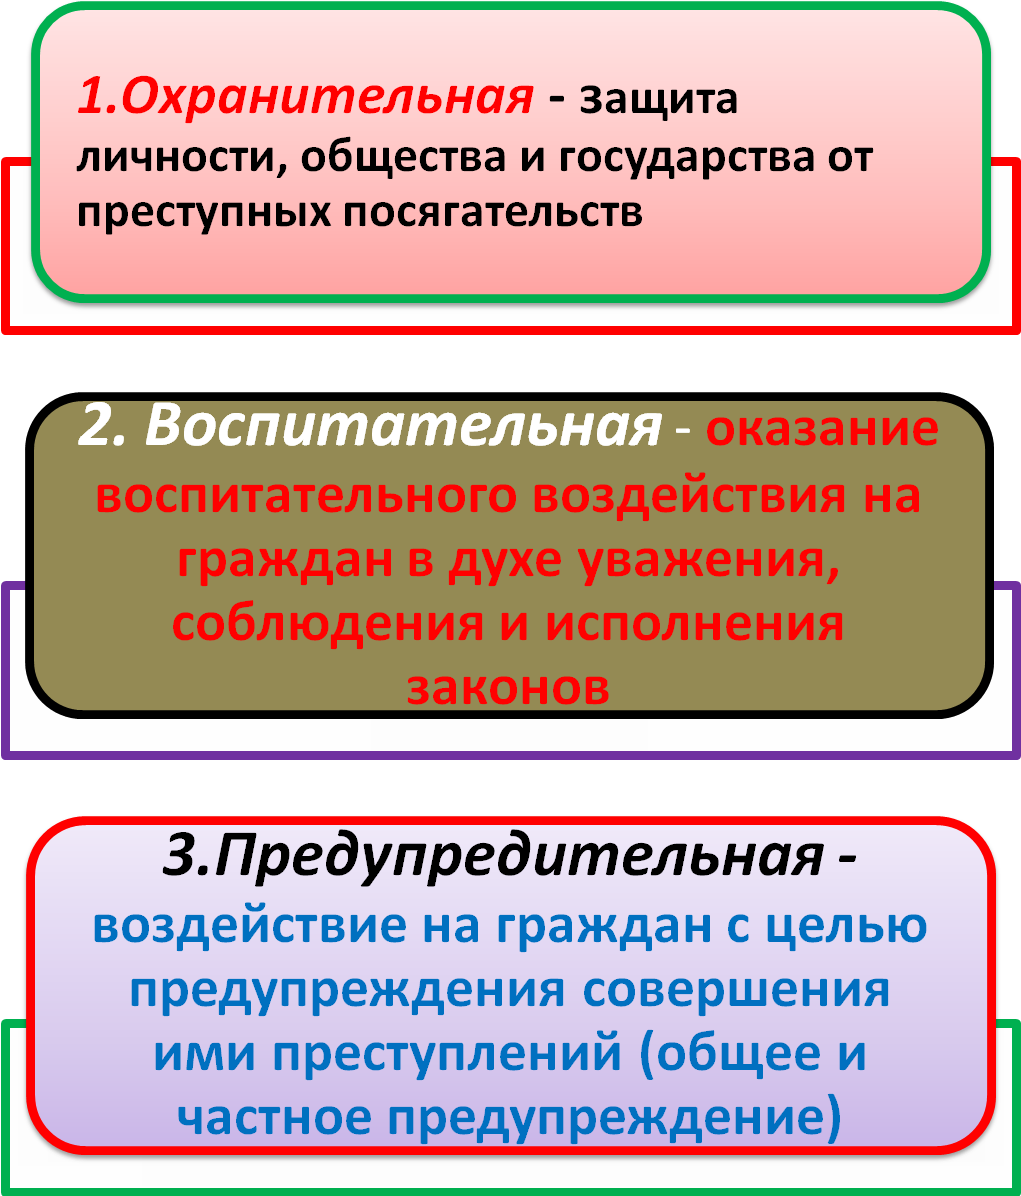 1.Охранительная - защита
личности, общества и государства от
преступных посягательств
2. Воспитательная - оказание
воспитательного воздействия на
граждан в духе уважения,
соблюдения и исполнения
законов
3.Предупредительная -
воздействие на граждан с целью
предупреждения совершения
ими преступлений (общее и
частное предупреждение)